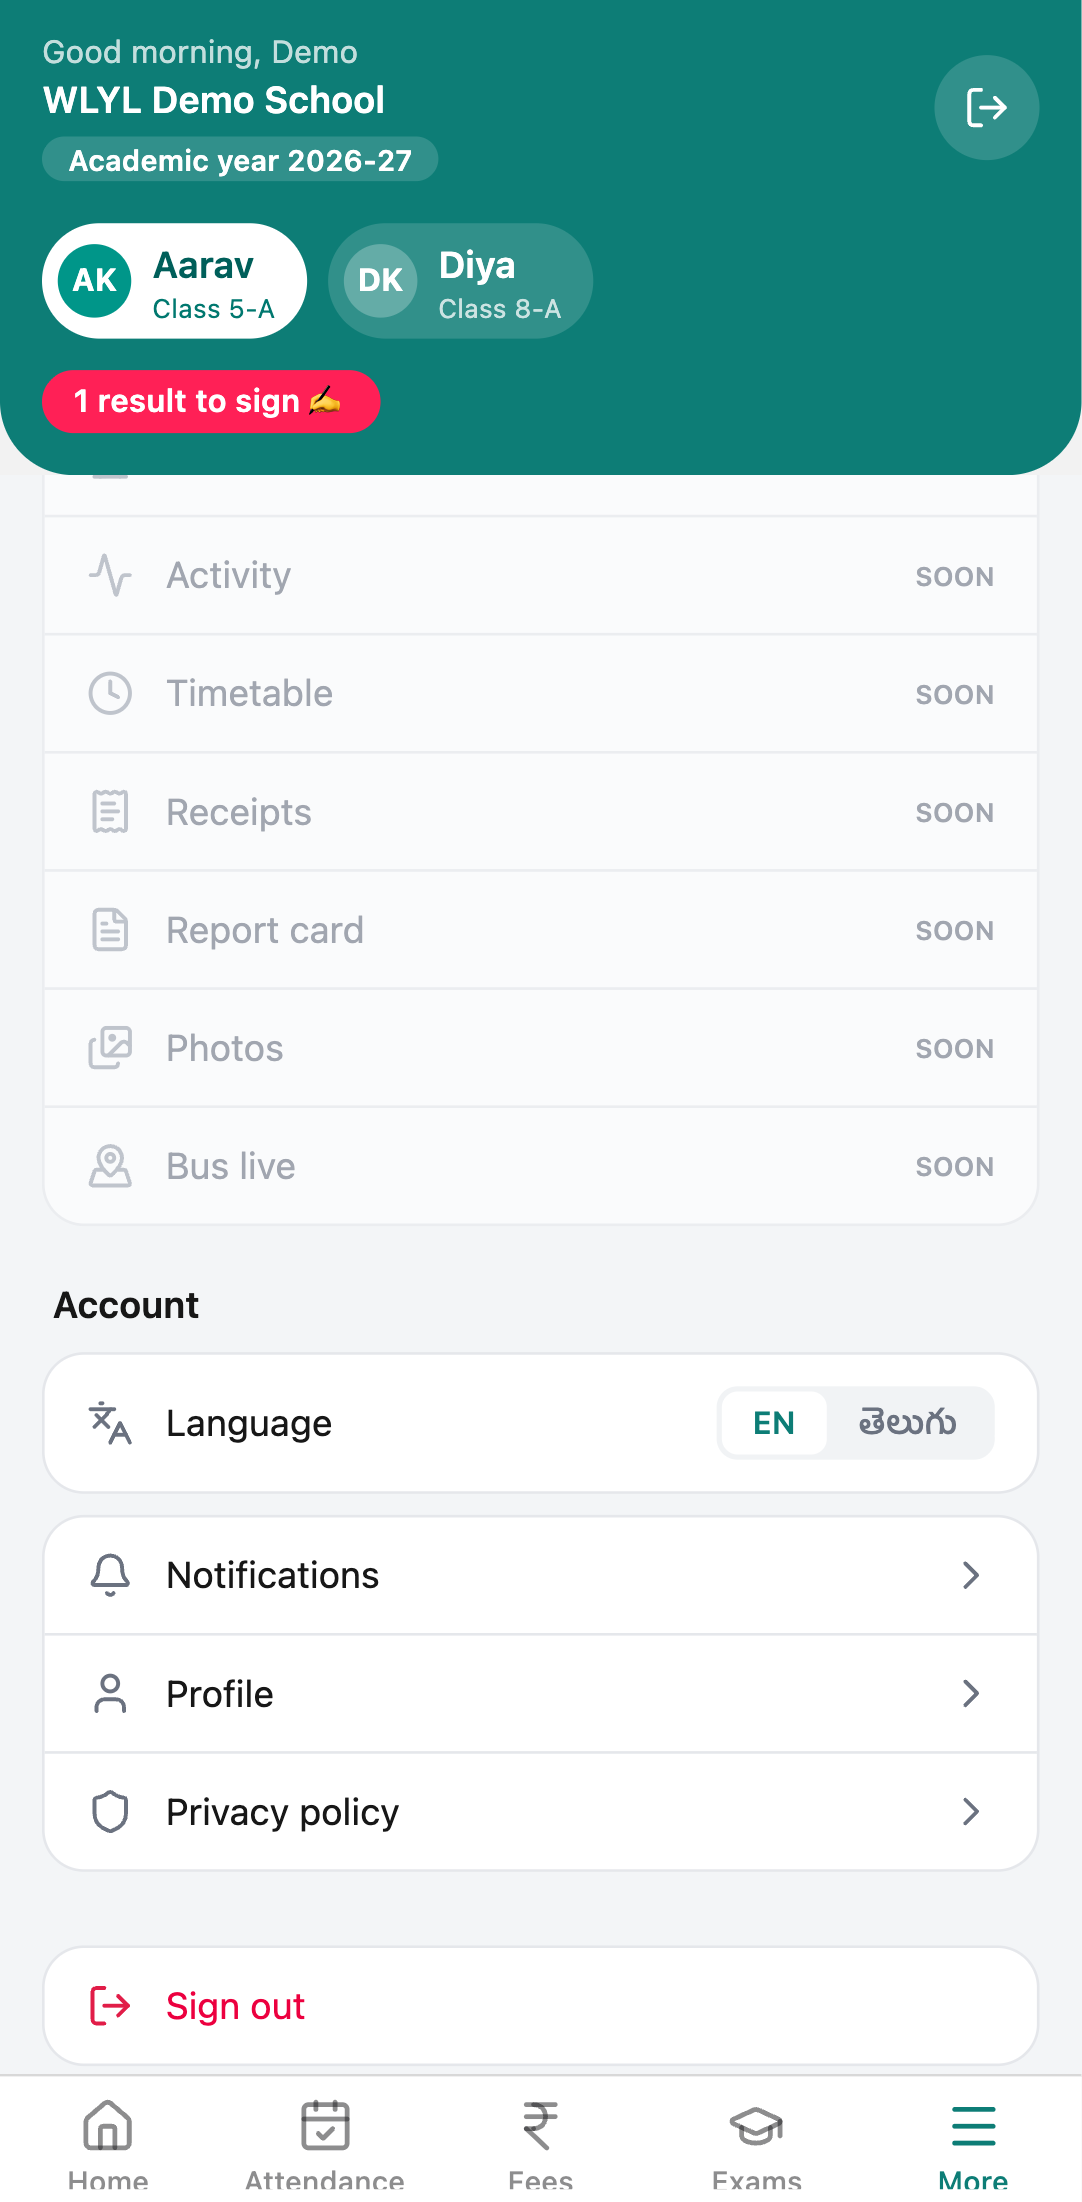 Good morning, Demo
WLYL Demo School
Academic year 2026-27
AK Aarav
Class 5-A
DK Diya
Class 8-A
1 result to sign ✍️
Activity SOON
Timetable SOON
Receipts SOON
Report card SOON
Photos SOON
Bus live SOON
Account
Language EN తెలుగు
Notifications
Profile
Privacy policy
Sign out
Home Attendance Fees Exams More